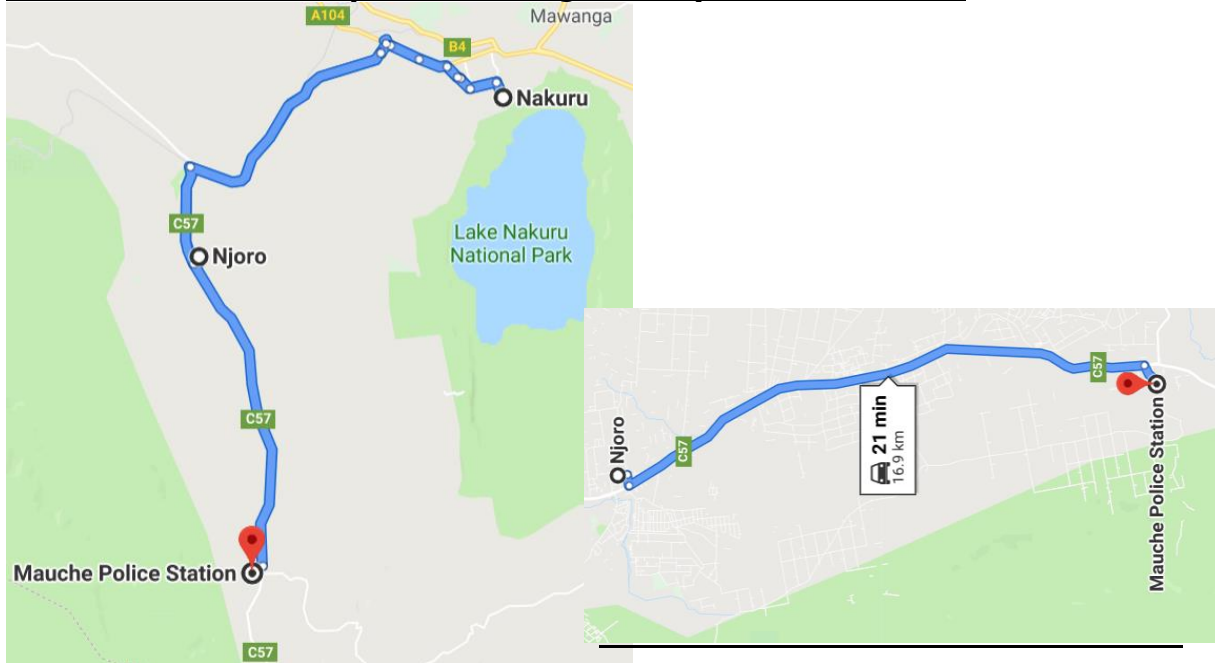 A104
Mawanga
B4
Nakuru
C57
Njoro
Lake Nakuru
National Park
C57
Mauche Police Station
C57
Njoro
C57
21 min
16.9 km
C57
Mauche Police Station